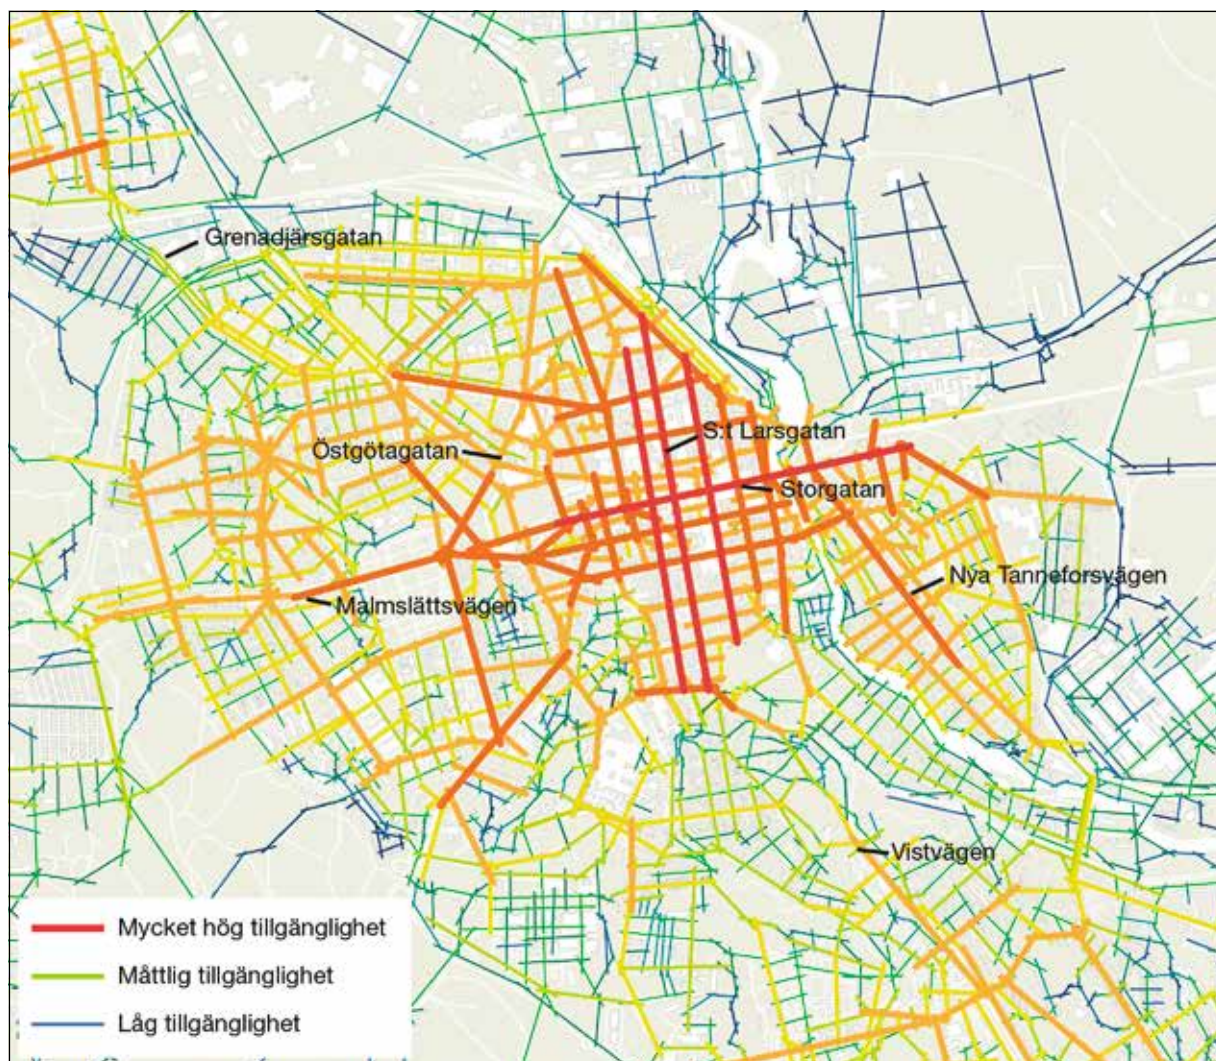 Grenadjärsgatan
S:t Larsgatan
Östgötagatan
Storgatan
Nya Tanneforsvägen
Malmslättsvägen
Vistvägen
Mycket hög tillgänglighet
Måttlig tillgänglighet
Låg tillgänglighet